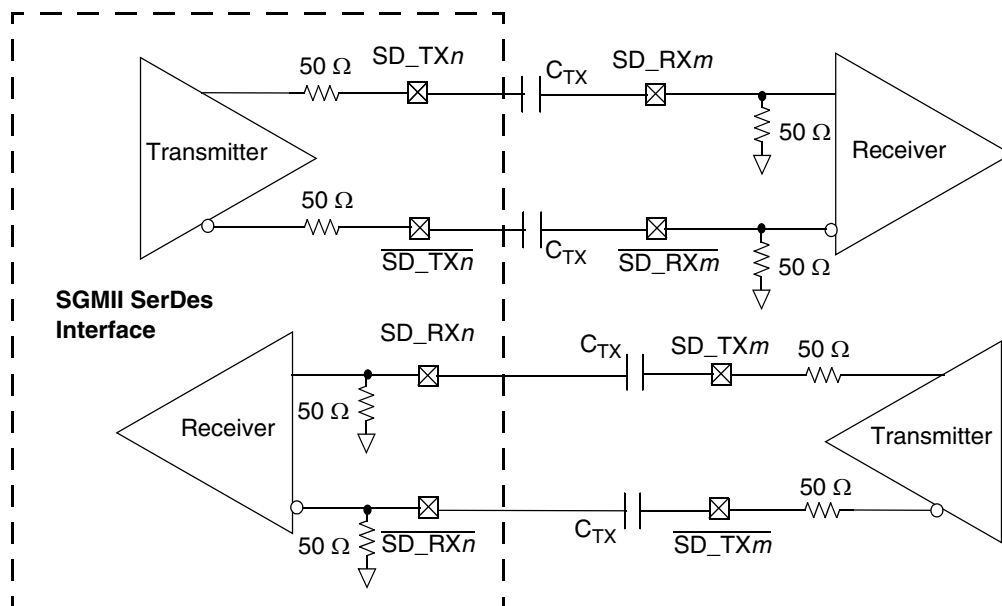 SD_TXn
50 Ω
C_TX
SD_RXm
50 Ω
Transmitter
Receiver
50 Ω
SD_TXn
C_TX
SD_RXm
50 Ω
SGMII SerDes
Interface
SD_RXn
C_TX
SD_TXm
50 Ω
50 Ω
Receiver
Transmitter
50 Ω
50 Ω
SD_RXn
C_TX
SD_TXm